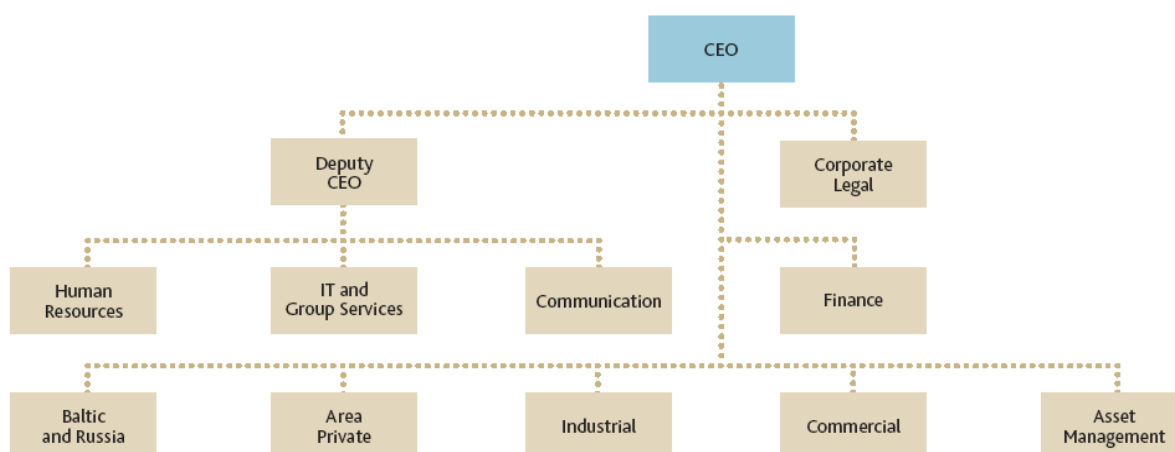 CEO
Deputy
CEO
Corporate
Legal
Human
Resources
IT and
Group Services
Communication
Finance
Baltic
and Russia
Area
Private
Industrial
Commercial
Asset
Management